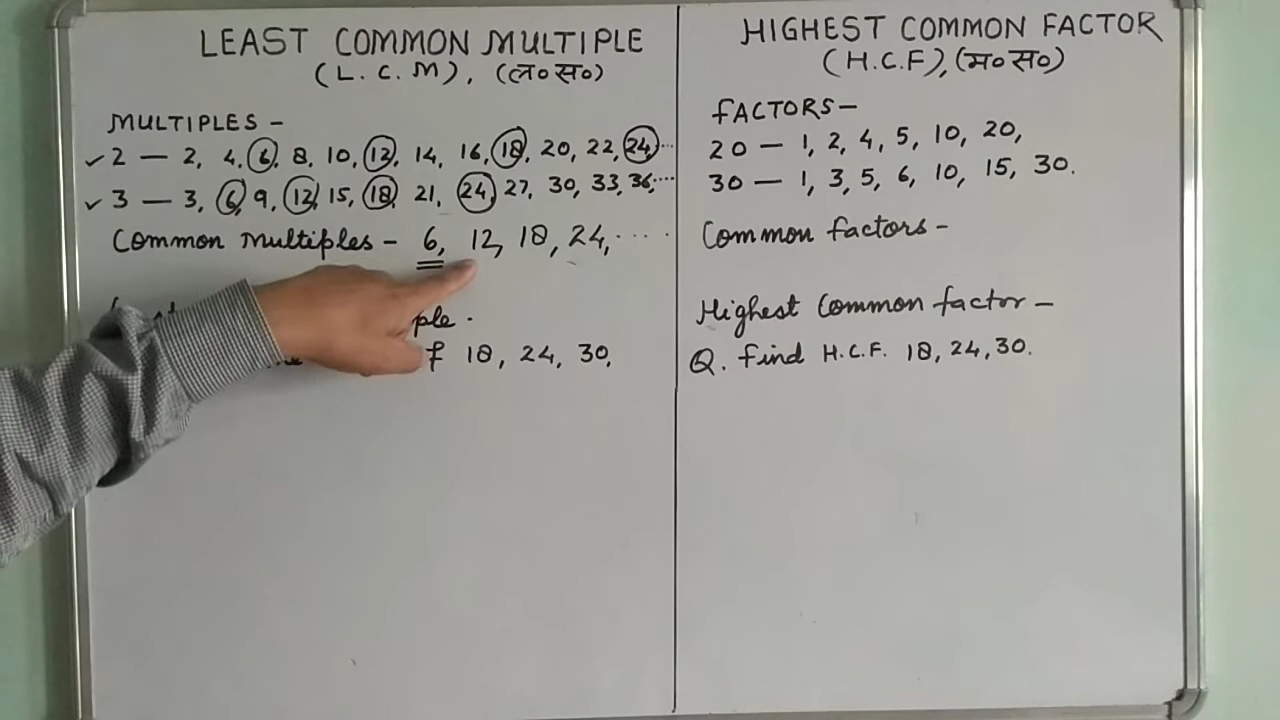 LEAST COMMON MULTIPLE
(L. C. M), (ल० स०)
MULTIPLES -
2 — 2, 4, 6, 8, 10, 12, 14, 16, 18, 20, 22, 24, ...
3 — 3, 6, 9, 12, 15, 18, 21, 24, 27, 30, 33, 36, ....
Common Multiples - 6, 12, 18, 24, ....
18, 24, 30,
HIGHEST COMMON FACTOR
(H.C.F), (म० स०)
FACTORS —
20 — 1, 2, 4, 5, 10, 20,
30 — 1, 3, 5, 6, 10, 15, 30.
Common factors -
Highest Common factor —
Q. Find H.C.F. 18, 24, 30.